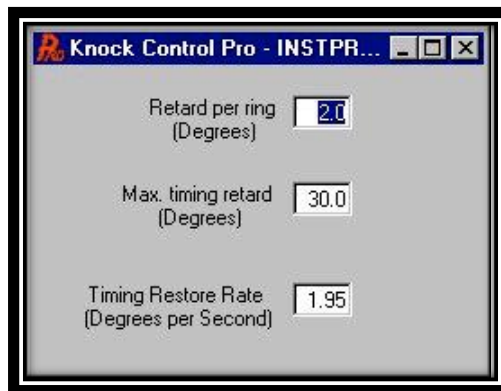 Knock Control Pro - INSTPR...
Retard per ring 2.0
(Degrees)
Max. timing retard 30.0
(Degrees)
Timing Restore Rate 1.95
(Degrees per Second)